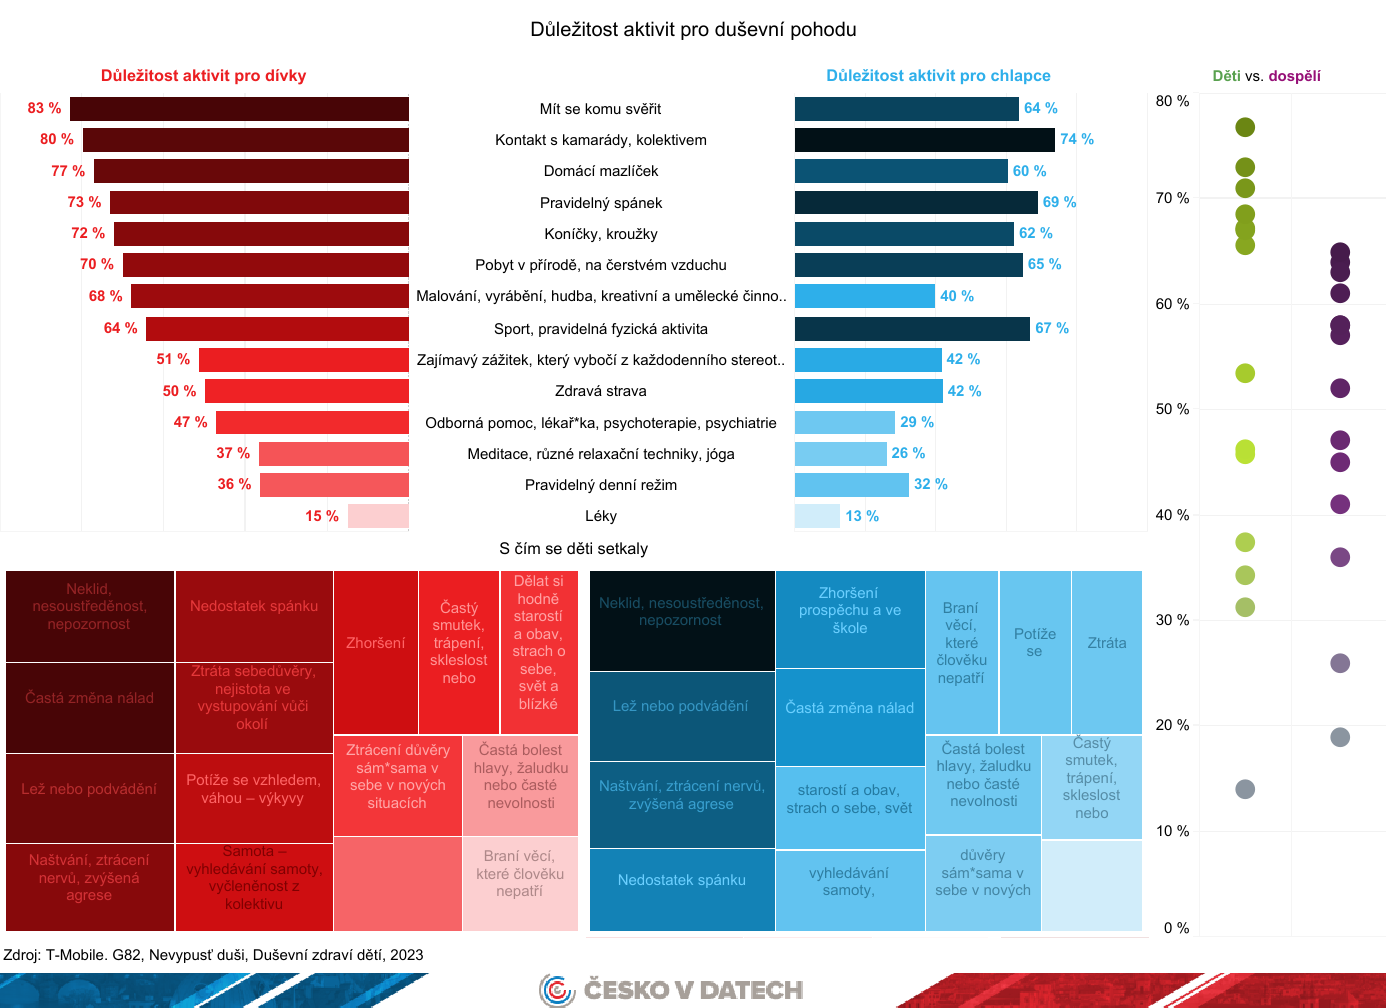 Důležitost aktivit pro duševní pohodu
Důležitost aktivit pro dívky
Důležitost aktivit pro chlapce
Děti vs. dospělí
83 %
Mít se komu svěřit
64 %
80 %
Kontakt s kamarády, kolektivem
74 %
77 %
Domácí mazlíček
60 %
73 %
Pravidelný spánek
69 %
72 %
Koníčky, kroužky
62 %
70 %
Pobyt v přírodě, na čerstvém vzduchu
65 %
68 %
Malování, vyrábění, hudba, kreativní a umělecké činno..
40 %
64 %
Sport, pravidelná fyzická aktivita
67 %
51 %
Zajímavý zážitek, který vybočí z každodenního stereot..
42 %
50 %
Zdravá strava
42 %
47 %
Odborná pomoc, lékař*ka, psychoterapie, psychiatrie
29 %
37 %
Meditace, různé relaxační techniky, jóga
26 %
36 %
Pravidelný denní režim
32 %
15 %
Léky
13 %
80 %
70 %
60 %
50 %
40 %
30 %
20 %
10 %
0 %
S čím se děti setkaly
Neklid,
nesoustředěnost,
nepozornost
Častá změna nálad
Lež nebo podvádění
Naštvání, ztrácení
nervů, zvýšená
agrese
Nedostatek spánku
Ztráta sebedůvěry,
nejistota ve
vystupování vůči
okolí
Potíže se vzhledem,
váhou – výkyvy
Samota –
vyhledávání samoty,
vyčleněnost z
kolektivu
Zhoršení
Častý
smutek,
trápení,
skleslost
nebo
Dělat si
hodně
starostí
a obav,
strach o
sebe,
svět a
blízké
Ztrácení důvěry
sám*sama v
sebe v nových
situacích
Častá bolest
hlavy, žaludku
nebo časté
nevolnosti
Braní věcí,
které člověku
nepatří
Neklid, nesoustředěnost,
nepozornost
Lež nebo podvádění
Naštvání, ztrácení nervů,
zvýšená agrese
Nedostatek spánku
Zhoršení
prospěchu a ve
škole
Častá změna nálad
starostí a obav,
strach o sebe, svět
vyhledávání
samoty,
Braní
věcí,
které
člověku
nepatří
Potíže
se
Ztráta
Častá bolest
hlavy, žaludku
nebo časté
nevolnosti
Častý
smutek,
trápení,
skleslost
nebo
důvěry
sám*sama v
sebe v nových
Zdroj: T-Mobile. G82, Nevypusť duši, Duševní zdraví dětí, 2023
ČESKO V DATECH